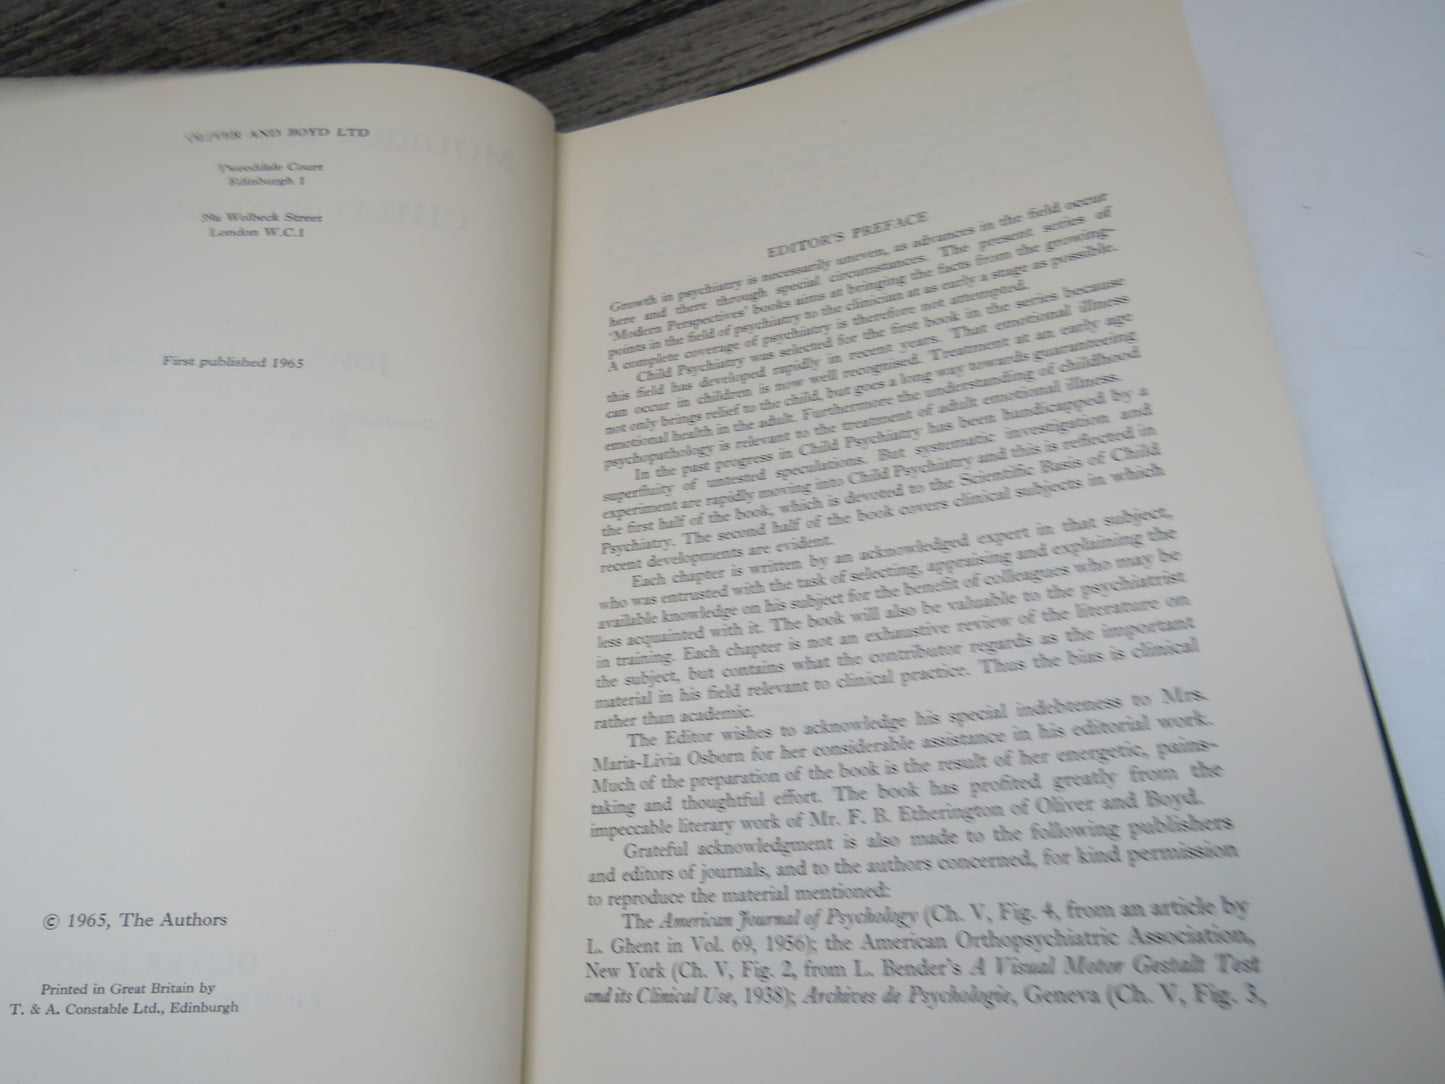 OLIVER AND BOYD LTD
Tweeddale Court
Edinburgh 1
39a Welbeck Street
London W.C.1
First published 1965
© 1965, The Authors
Printed in Great Britain by
T. & A. Constable Ltd., Edinburgh
EDITOR'S PREFACE
Growth in psychiatry is necessarily uneven, as advances in the field occur
here and there through special circumstances. The present series of
'Modern Perspectives' books aims at bringing the facts from the growing-
points in the field of psychiatry to the clinician at as early a stage as possible.
A complete coverage of psychiatry is therefore not attempted.
Child Psychiatry was selected for the first book in the series because
this field has developed rapidly in recent years. That emotional illness
can occur in children is now well recognised. Treatment at an early age
not only brings relief to the child, but goes a long way towards guaranteeing
emotional health in the adult. Furthermore the understanding of childhood
psychopathology is relevant to the treatment of adult emotional illness.
In the past progress in Child Psychiatry has been handicapped by a
superfluity of untested speculations. But systematic investigation and
experiment are rapidly moving into Child Psychiatry and this is reflected in
the first half of the book, which is devoted to the Scientific Basis of Child
Psychiatry. The second half of the book covers clinical subjects in which
recent developments are evident.
Each chapter is written by an acknowledged expert in that subject,
who was entrusted with the task of selecting, appraising and explaining the
available knowledge on his subject for the benefit of colleagues who may be
less acquainted with it. The book will also be valuable to the psychiatrist
in training. Each chapter is not an exhaustive review of the literature on
the subject, but contains what the contributor regards as the important
material in his field relevant to clinical practice. Thus the bias is clinical
rather than academic.
The Editor wishes to acknowledge his special indebteness to Mrs.
Maria-Livia Osborn for her considerable assistance in his editorial work.
Much of the preparation of the book is the result of her energetic, pains-
taking and thoughtful effort. The book has profited greatly from the
impeccable literary work of Mr. F. B. Etherington of Oliver and Boyd.
Grateful acknowledgment is also made to the following publishers
and editors of journals, and to the authors concerned, for kind permission
to reproduce the material mentioned:
The American Journal of Psychology (Ch. V, Fig. 4, from an article by
L. Ghent in Vol. 69, 1956); the American Orthopsychiatric Association,
New York (Ch. V, Fig. 2, from L. Bender's A Visual Motor Gestalt Test
and its Clinical Use, 1938); Archives de Psychologie, Geneva (Ch. V, Fig. 3,